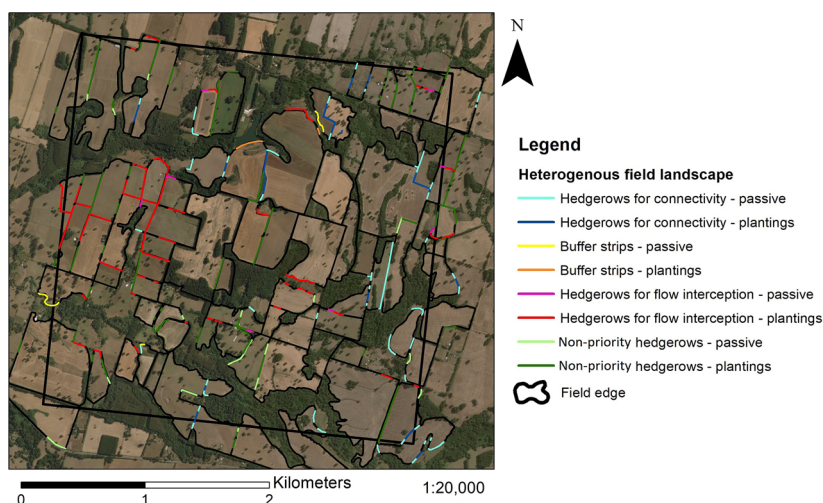 N
Legend
Heterogenous field landscape
Hedgerows for connectivity - passive
Hedgerows for connectivity - plantings
Buffer strips - passive
Buffer strips - plantings
Hedgerows for flow interception - passive
Hedgerows for flow interception - plantings
Non-priority hedgerows - passive
Non-priority hedgerows - plantings
Field edge
Kilometers
0 1 2
1:20,000